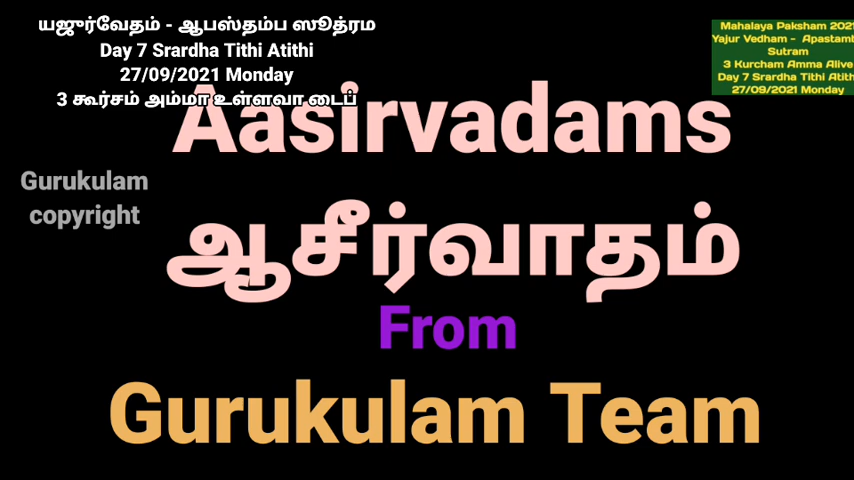 யஜுர்வேதம் - ஆபஸ்தம்ப ஸூத்ரம
Day 7 Srardha Tithi Atithi
27/09/2021 Monday
3 கூர்சம் அம்மா உள்ளவா டைப்
Mahalaya Paksham 2021
Yajur Vedham - Apastamb
Sutram
3 Kurcham Amma Alive
Day 7 Srardha Tithi Atith
27/09/2021 Monday
Aasirvadams
Gurukulam
copyright
ஆசீர்வாதம்
From
Gurukulam Team